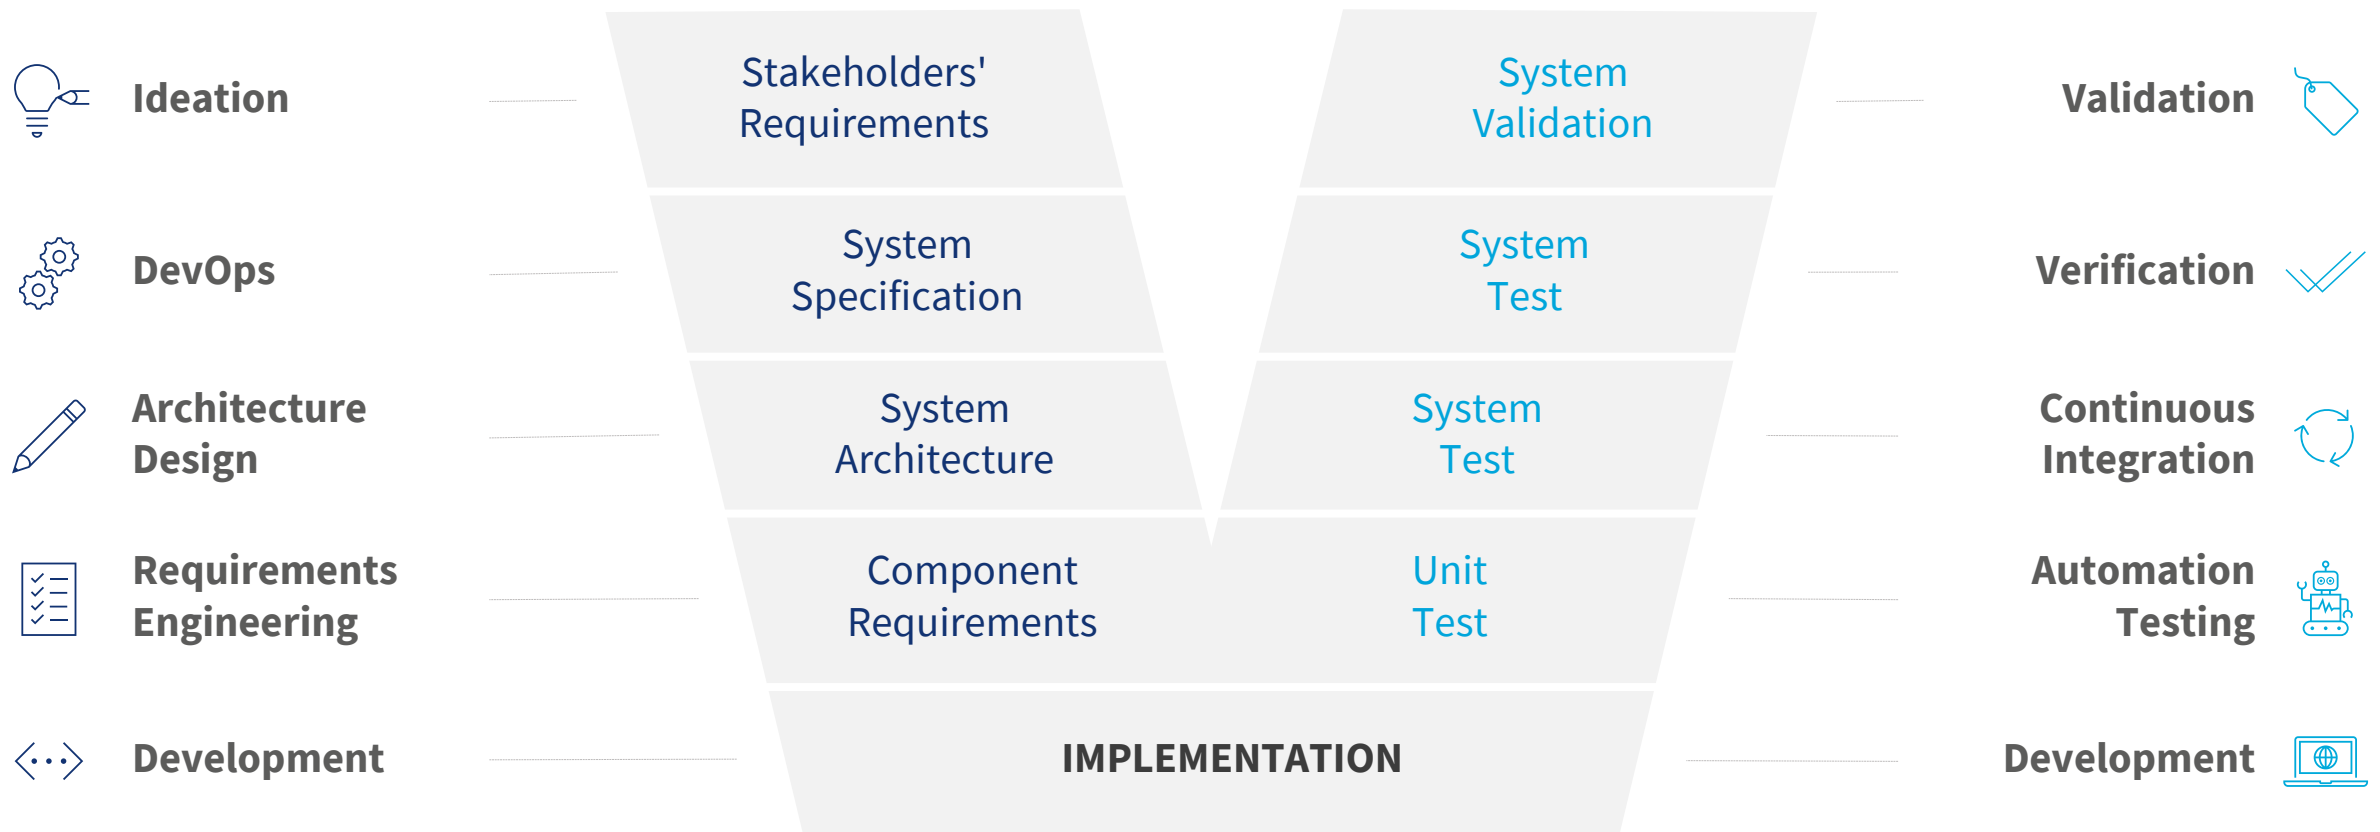 Ideation
Stakeholders'
Requirements
System
Validation
Validation
DevOps
System
Specification
System
Test
Verification
Architecture
Design
System
Architecture
System
Test
Continuous
Integration
Requirements
Engineering
Component
Requirements
Unit
Test
Automation
Testing
Development
IMPLEMENTATION
Development